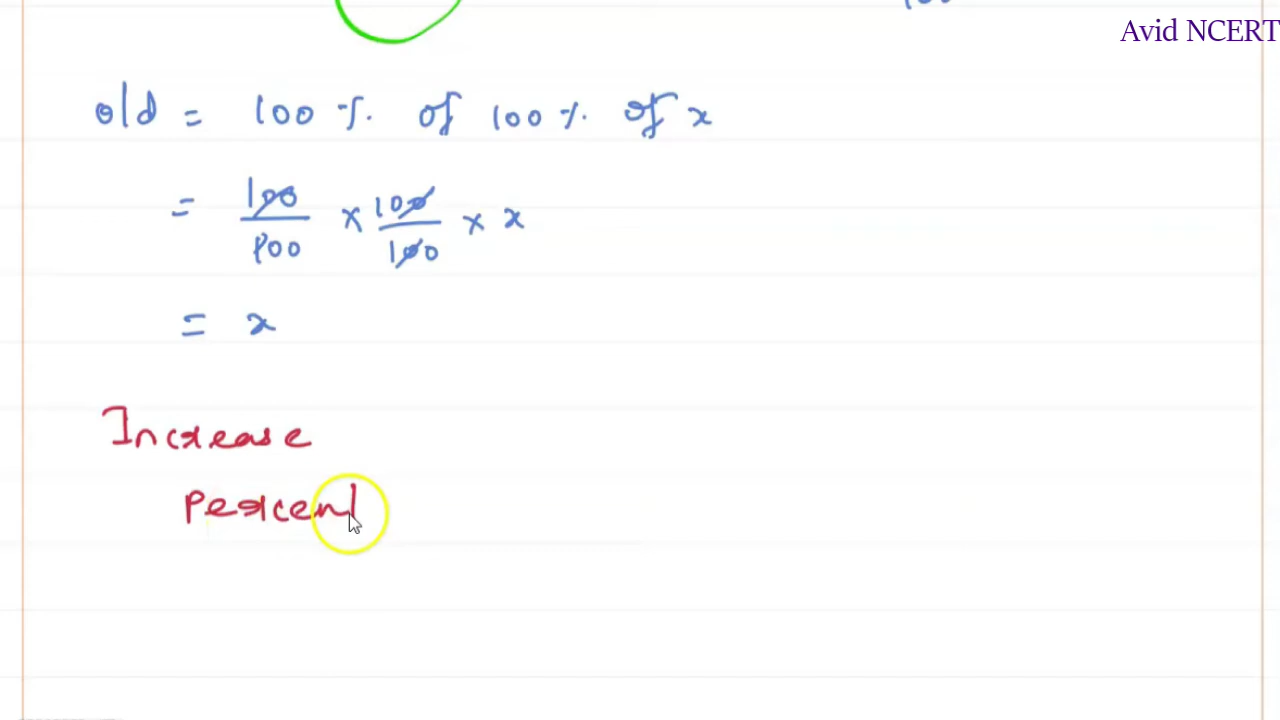 Avid NCERT
old = 100 % of 100 % of x
= 100/100 × 100/100 × x
= x
Increase
Percent